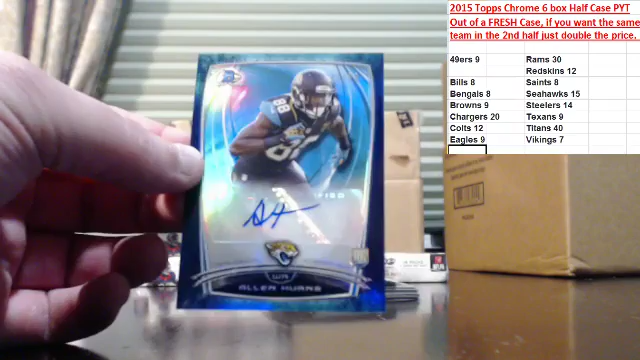 2015 Topps Chrome 6 box Half Case PYT
Out of a FRESH Case, if you want the same
team in the 2nd half just double the price.
49ers 9 Rams 30
Redskins 12
Bills 8 Saints 8
Bengals 8 Seahawks 15
Browns 9 Steelers 14
Chargers 20 Texans 9
Colts 12 Titans 40
Eagles 9 Vikings 7
88
WR
ALLEN HURNS